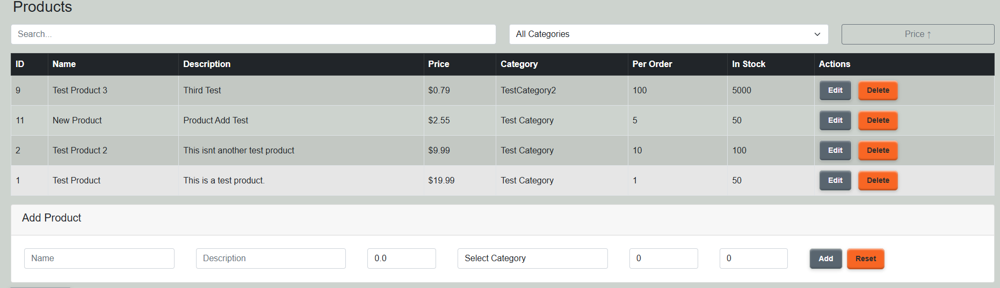 Products
Search... All Categories Price ↑
ID Name Description Price Category Per Order In Stock Actions
9 Test Product 3 Third Test $0.79 TestCategory2 100 5000 Edit Delete
11 New Product Product Add Test $2.55 Test Category 5 50 Edit Delete
2 Test Product 2 This isnt another test product $9.99 Test Category 10 100 Edit Delete
1 Test Product This is a test product. $19.99 Test Category 1 50 Edit Delete
Add Product
Name Description 0.0 Select Category 0 0 Add Reset